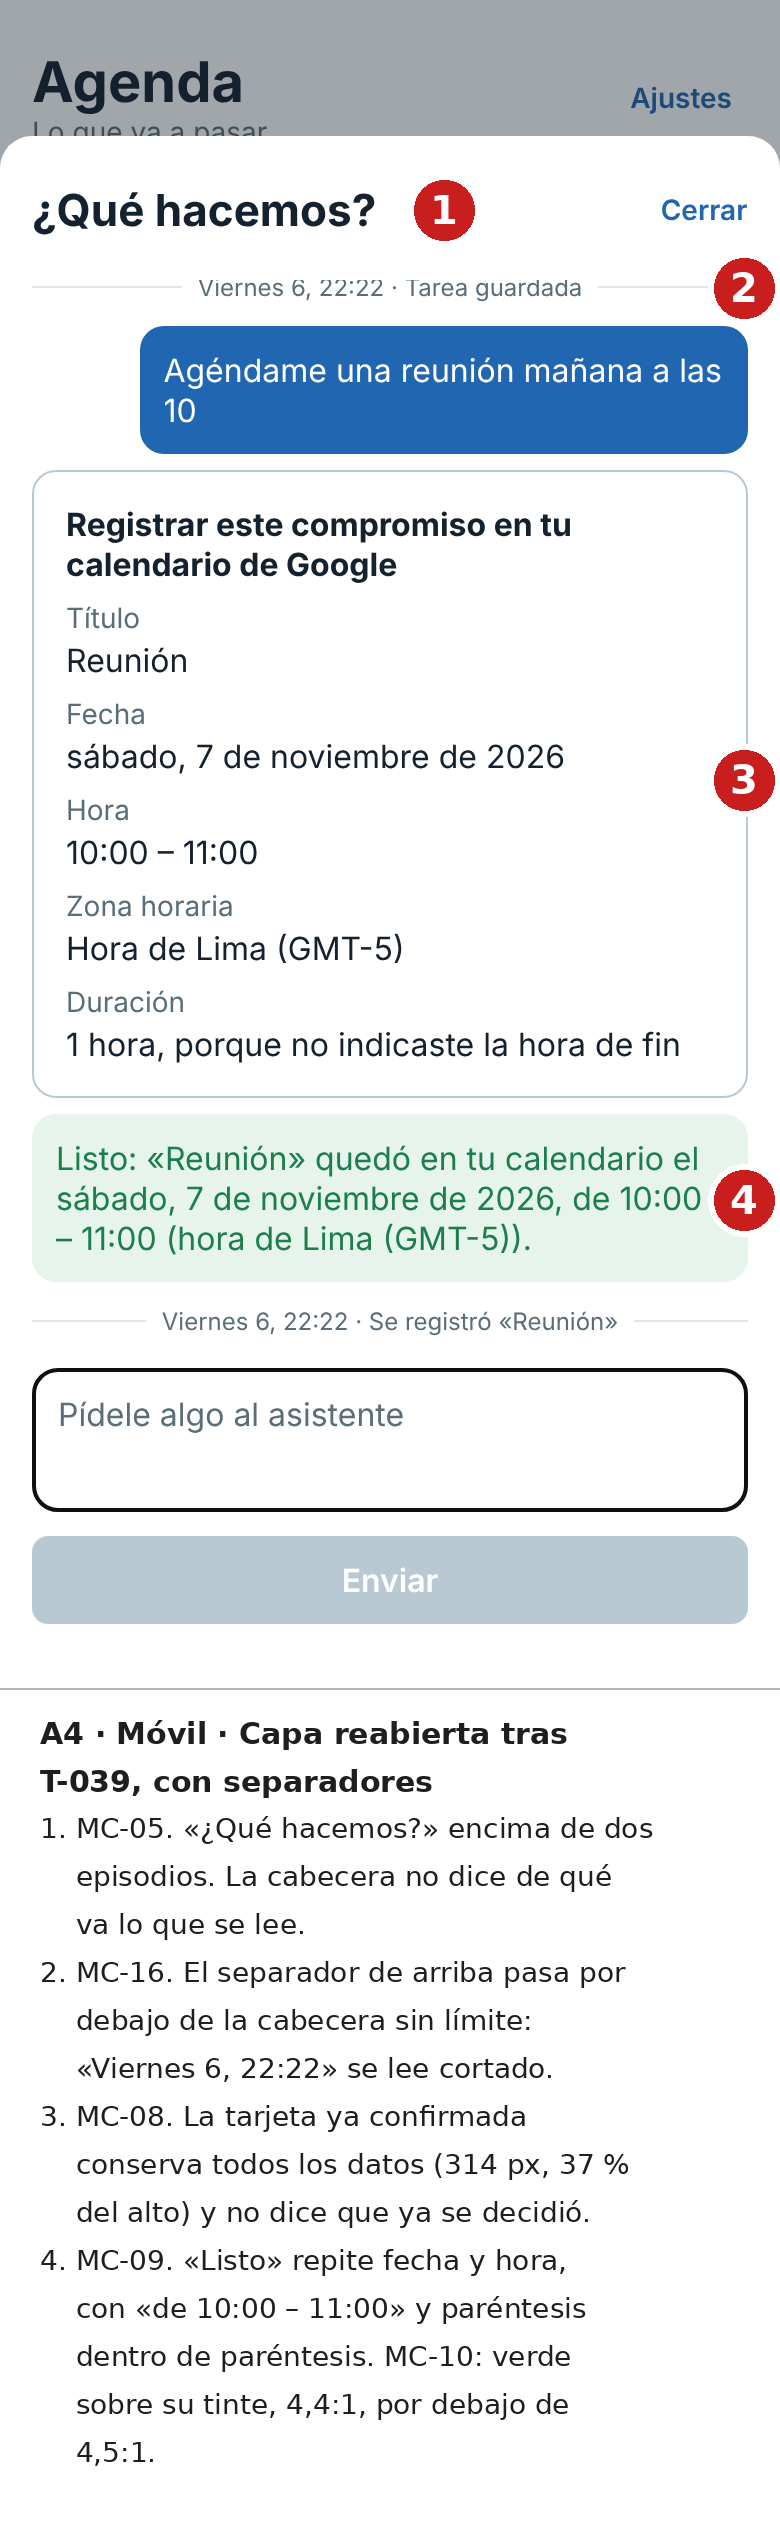 Agenda
Ajustes
Lo que va a pasar
¿Qué hacemos?
1
Cerrar
Viernes 6, 22:22 · Tarea guardada
2
Agéndame una reunión mañana a las
10
Registrar este compromiso en tu
calendario de Google
Título
Reunión
Fecha
sábado, 7 de noviembre de 2026
3
Hora
10:00 – 11:00
Zona horaria
Hora de Lima (GMT-5)
Duración
1 hora, porque no indicaste la hora de fin
Listo: «Reunión» quedó en tu calendario el
sábado, 7 de noviembre de 2026, de 10:00
– 11:00 (hora de Lima (GMT-5)).
4
Viernes 6, 22:22 · Se registró «Reunión»
Pídele algo al asistente
Enviar
A4 · Móvil · Capa reabierta tras
T-039, con separadores
1. MC-05. «¿Qué hacemos?» encima de dos
episodios. La cabecera no dice de qué
va lo que se lee.
2. MC-16. El separador de arriba pasa por
debajo de la cabecera sin límite:
«Viernes 6, 22:22» se lee cortado.
3. MC-08. La tarjeta ya confirmada
conserva todos los datos (314 px, 37 %
del alto) y no dice que ya se decidió.
4. MC-09. «Listo» repite fecha y hora,
con «de 10:00 – 11:00» y paréntesis
dentro de paréntesis. MC-10: verde
sobre su tinte, 4,4:1, por debajo de
4,5:1.